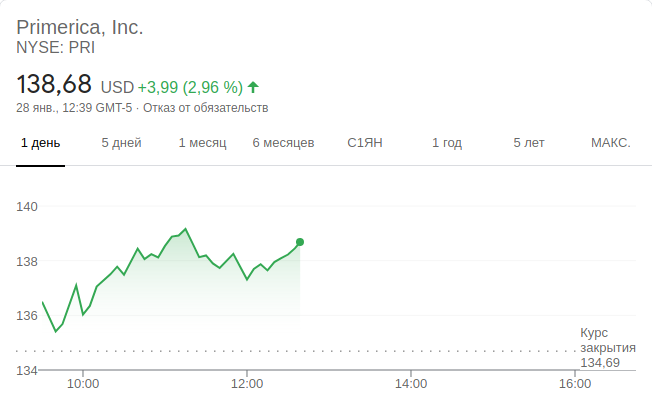 Primerica, Inc.
NYSE: PRI
138,68 USD +3,99 (2,96 %)
28 янв., 12:39 GMT-5 · Отказ от обязательств
1 день 5 дней 1 месяц 6 месяцев С1ЯН 1 год 5 лет МАКС.
140
138
136
Курс
закрытия
134,69
134
10:00 12:00 14:00 16:00